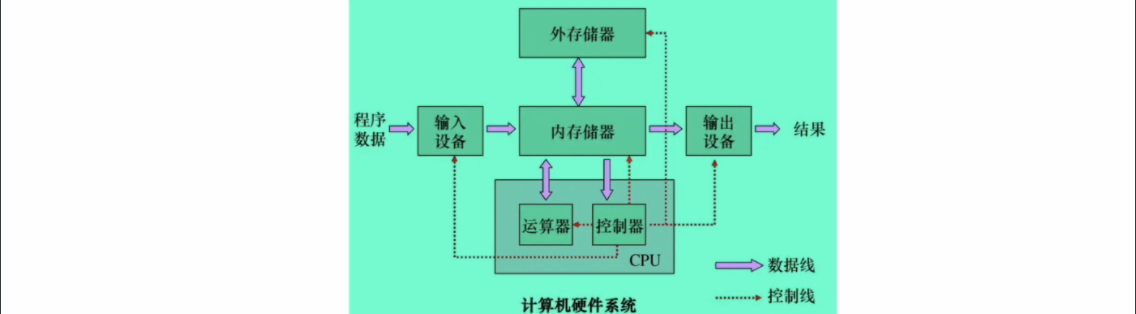 外存储器
程序
数据
输入
设备
内存储器
输出
设备
结果
运算器
控制器
CPU
数据线
控制线
计算机硬件系统